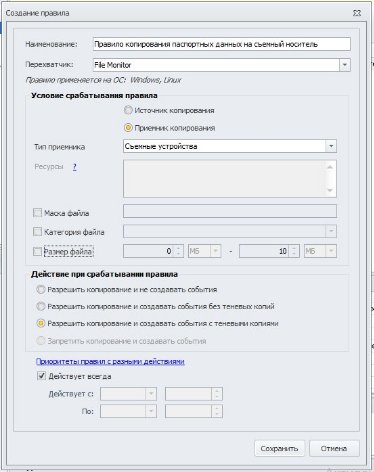 Создание правила
Наименование: Правило копирования паспортных данных на съемный носитель
Перехватчик: File Monitor
Правило применяется на ОС: Windows, Linux
Условие срабатывания правила
Источник копирования
Приемник копирования
Тип приемника Съемные устройства
Ресурсы ?
Маска файла
Категория файла
Размер файла 0 МБ - 10 МБ
Действие при срабатывании правила
Разрешить копирование и не создавать события
Разрешить копирование и создавать события без теневых копий
Разрешить копирование и создавать события с теневыми копиями
Запретить копирование и создавать события
Приоритеты правил с разными действиями
Действует всегда
Действует с:
По:
Сохранить Отмена